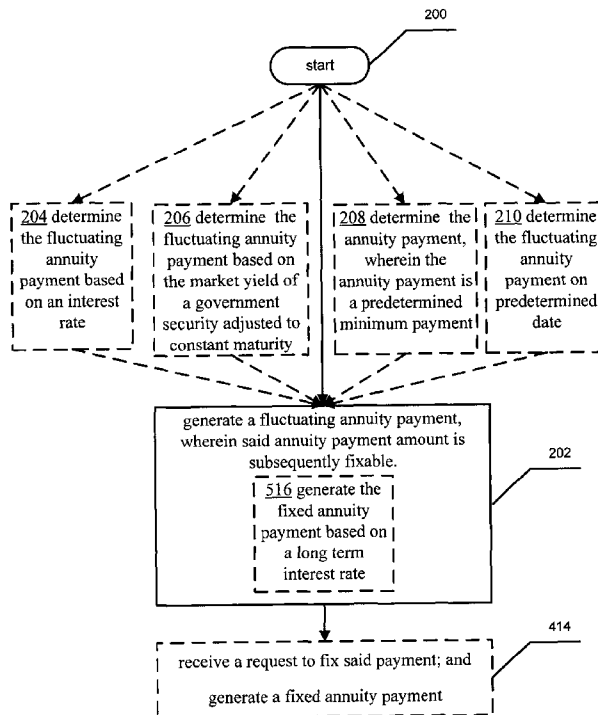 200
start
204 determine
the fluctuating
annuity
payment based
on an interest
rate
206 determine the
fluctuating annuity
payment based on
the market yield of
a government
security adjusted to
constant maturity
208 determine the
annuity payment,
wherein the
annuity payment is
a predetermined
minimum payment
210 determine
the fluctuating
annuity
payment on
predetermined
date
generate a fluctuating annuity payment,
wherein said annuity payment amount is
subsequently fixable.
202
516 generate the
fixed annuity
payment based on
a long term
interest rate
414
receive a request to fix said payment; and
generate a fixed annuity payment